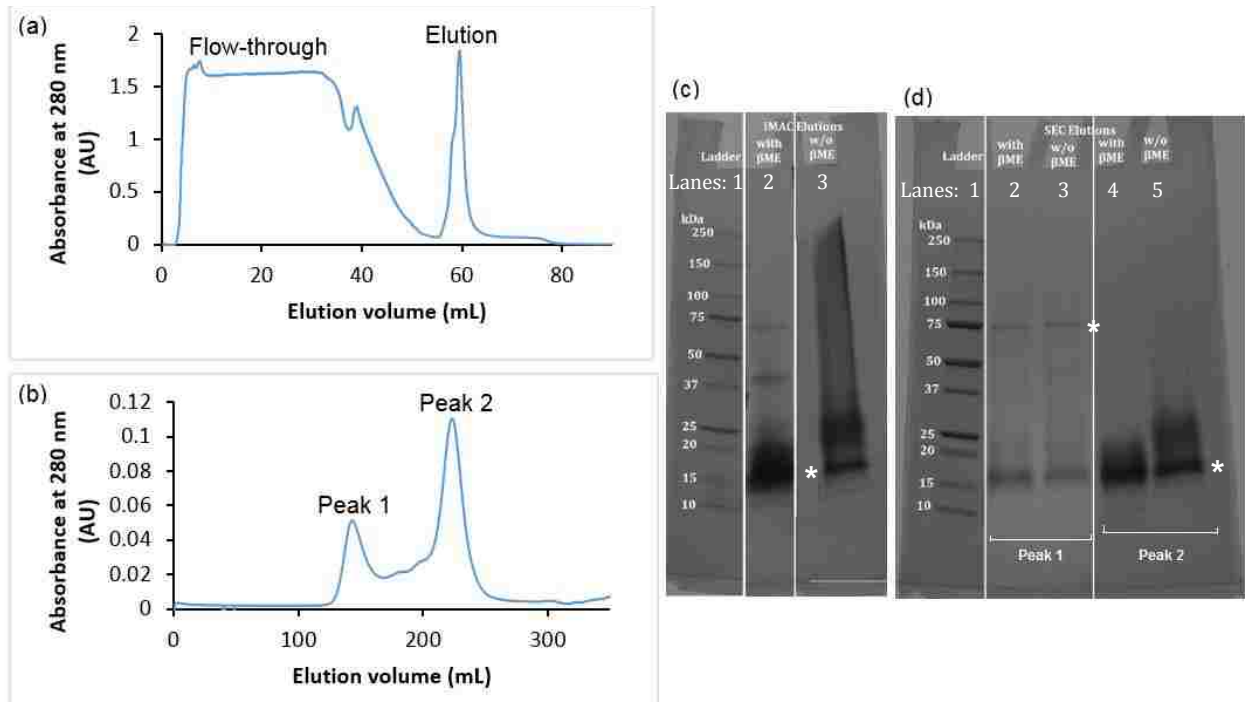 (a)
Flow-through
Elution
Absorbance at 280 nm
(AU)
2
1.5
1
0.5
0
0
20
40
60
80
Elution volume (mL)
(b)
Peak 1
Peak 2
Absorbance at 280 nm
(AU)
0.12
0.1
0.08
0.06
0.04
0.02
0
0
100
200
300
Elution volume (mL)
(c)
IMAC Elutions
Ladder
with βME
w/o βME
Lanes: 1 2 3
kDa
250
150
100
75
50
37
25
20
15
10
*
(d)
SEC Elutions
Ladder
with βME
w/o βME
with βME
w/o βME
Lanes: 1 2 3 4 5
kDa
250
150
100
75
50
37
25
20
15
10
*
*
Peak 1
Peak 2